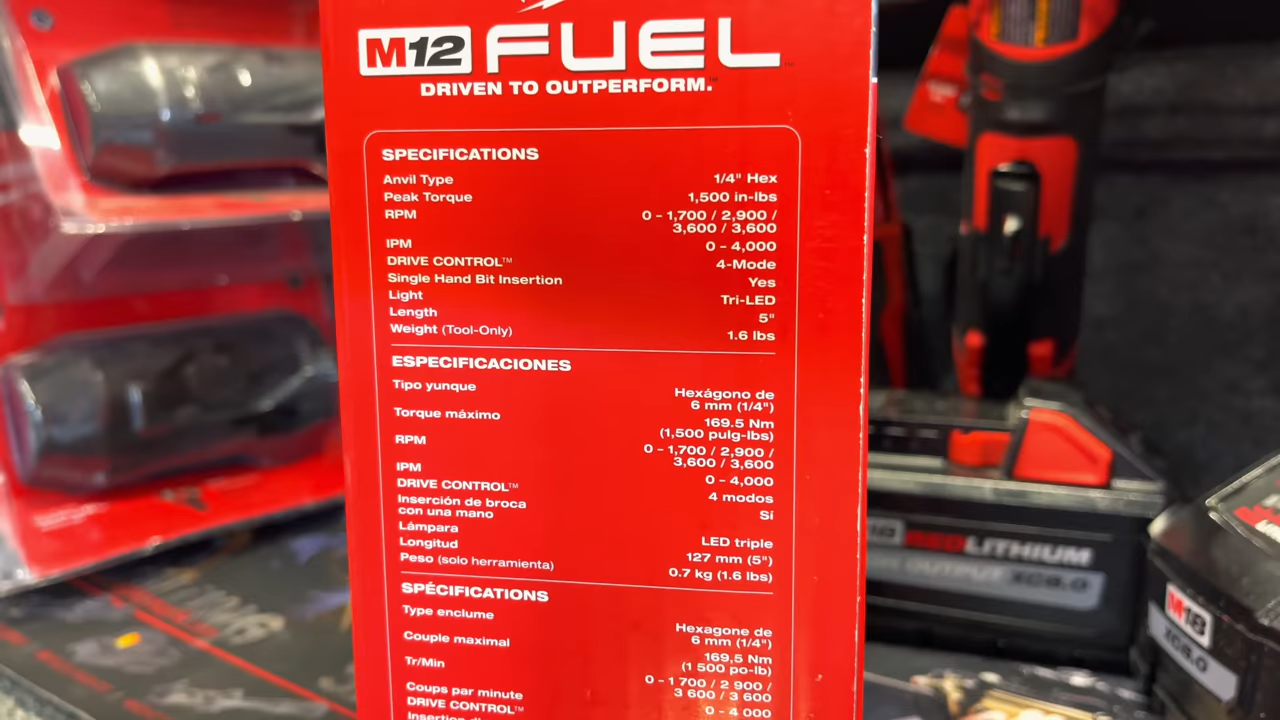 M12 FUEL™
DRIVEN TO OUTPERFORM.™
SPECIFICATIONS
Anvil Type 1/4" Hex
Peak Torque 1,500 in-lbs
RPM 0 - 1,700 / 2,900 /
3,600 / 3,600
IPM 0 - 4,000
DRIVE CONTROL™ 4-Mode
Single Hand Bit Insertion Yes
Light Tri-LED
Length 5"
Weight (Tool-Only) 1.6 lbs
ESPECIFICACIONES
Tipo yunque Hexágono de
6 mm (1/4")
Torque máximo 169.5 Nm
(1,500 pulg-lbs)
RPM 0 - 1,700 / 2,900 /
3,600 / 3,600
IPM 0 - 4,000
DRIVE CONTROL™ 4 modos
Inserción de broca
con una mano Sí
Lámpara LED triple
Longitud 127 mm (5")
Peso (solo herramienta) 0.7 kg (1.6 lbs)
SPÉCIFICATIONS
Type enclume Hexagone de
6 mm (1/4")
Couple maximal 169,5 Nm
(1 500 po-lb)
Tr/Min 0 - 1 700 / 2 900 /
3 600 / 3 600
Coups par minute 0 - 4 000
DRIVE CONTROL™
REDLITHIUM
OUTPUT XC8.0
M18
XC8.0